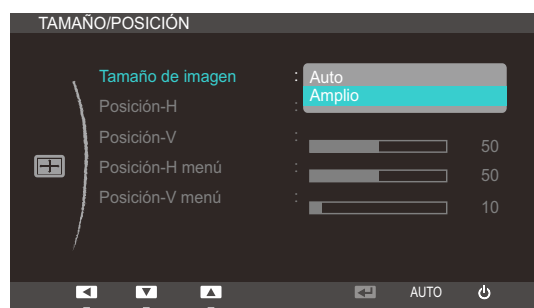 TAMAÑO/POSICIÓN
Tamaño de imagen : Auto
Amplio
Posición-H :
Posición-V : 50
Posición-H menú : 50
Posición-V menú : 10
AUTO